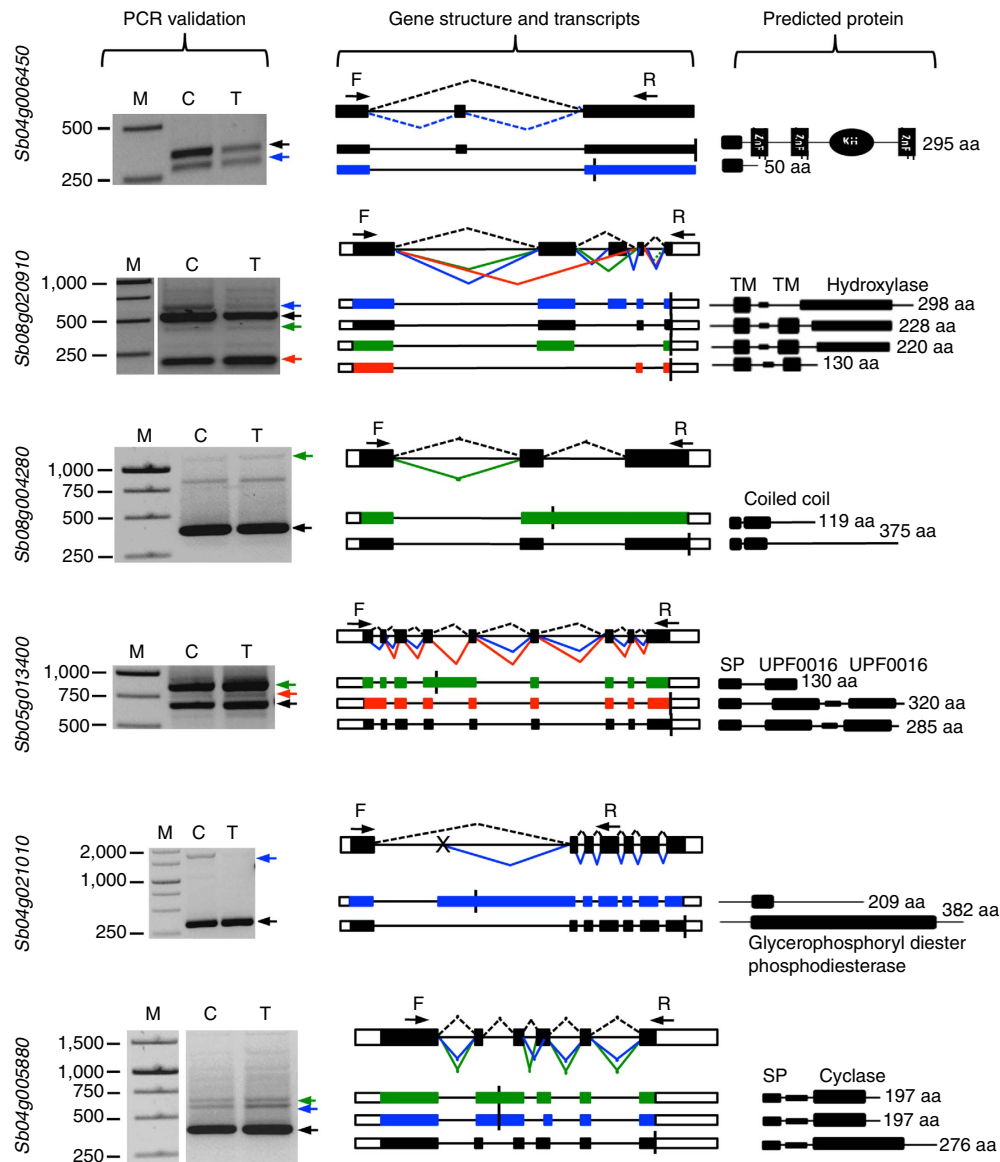 PCR validation
Gene structure and transcripts
Predicted protein
Sb04g006450
M C T
500
250
F R
ZnF ZnF KH ZnF
295 aa
50 aa
Sb08g020910
M C T
1,000
500
250
F R
TM TM Hydroxylase
298 aa
228 aa
220 aa
130 aa
Sb08g004280
M C T
1,000
750
500
250
F R
Coiled coil
119 aa
375 aa
Sb05g013400
M C T
1,000
750
500
F R
SP UPF0016 UPF0016
130 aa
320 aa
285 aa
Sb04g021010
M C T
2,000
1,000
250
F R
X
209 aa
382 aa
Glycerophosphoryl diester
phosphodiesterase
Sb04g005880
M C T
1,500
1,000
750
500
250
F R
SP Cyclase
197 aa
197 aa
276 aa